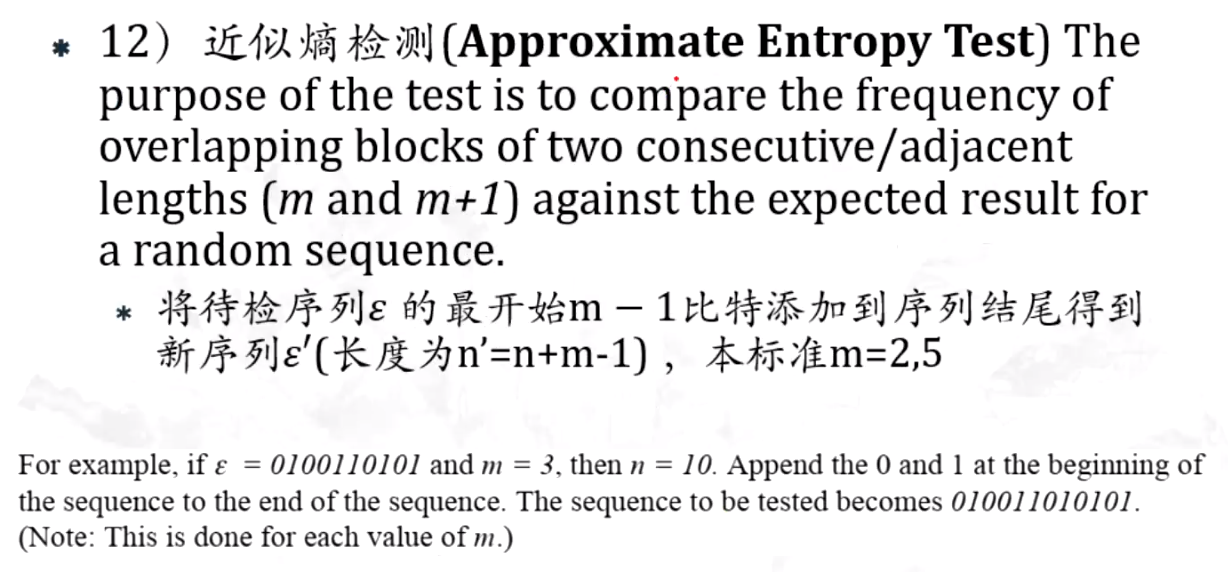 * 12） 近似熵检测(Approximate Entropy Test) The
purpose of the test is to compare the frequency of
overlapping blocks of two consecutive/adjacent
lengths (m and m+1) against the expected result for
a random sequence.
* 将待检序列ε 的最开始m − 1比特添加到序列结尾得到
新序列ε′(长度为n′=n+m-1) ，本标准m=2,5
For example, if ε = 0100110101 and m = 3, then n = 10. Append the 0 and 1 at the beginning of
the sequence to the end of the sequence. The sequence to be tested becomes 010011010101.
(Note: This is done for each value of m.)